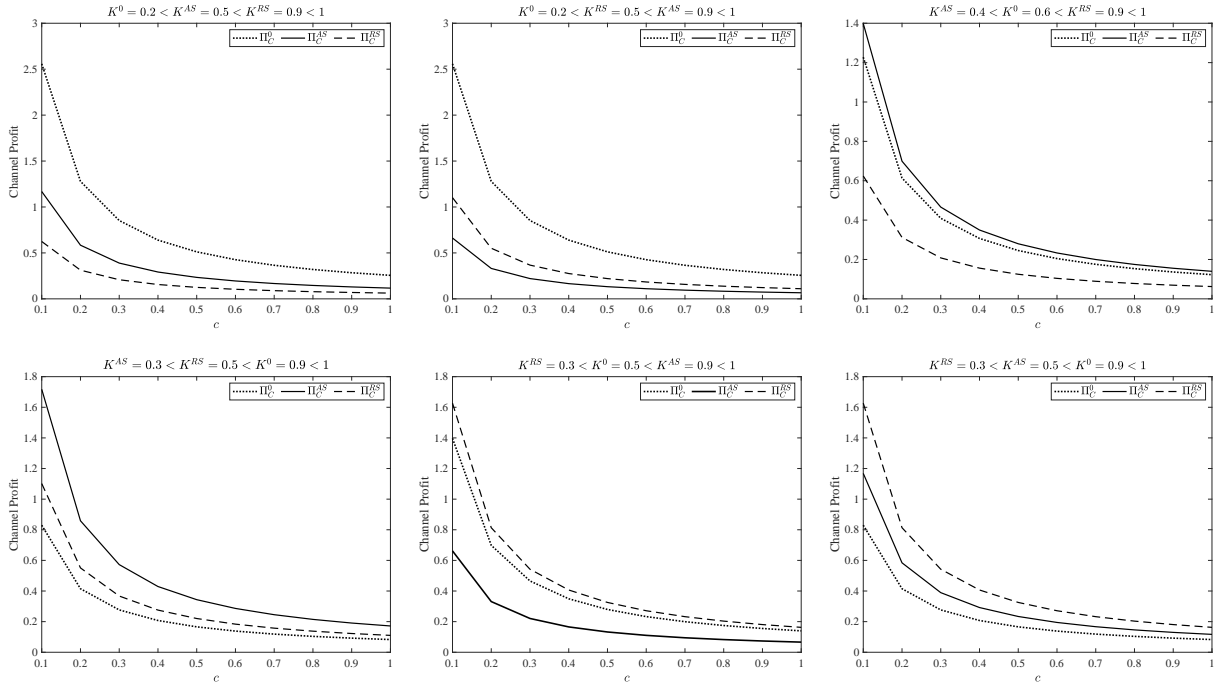 K^0 = 0.2 < K^{AS} = 0.5 < K^{RS} = 0.9 < 1
Π_C^0 Π_C^{AS} Π_C^{RS}
3
2.5
2
1.5
1
0.5
0
Channel Profit
0.1 0.2 0.3 0.4 0.5 0.6 0.7 0.8 0.9 1
c
K^0 = 0.2 < K^{RS} = 0.5 < K^{AS} = 0.9 < 1
Π_C^0 Π_C^{AS} Π_C^{RS}
3
2.5
2
1.5
1
0.5
0
Channel Profit
0.1 0.2 0.3 0.4 0.5 0.6 0.7 0.8 0.9 1
c
K^{AS} = 0.4 < K^0 = 0.6 < K^{RS} = 0.9 < 1
Π_C^0 Π_C^{AS} Π_C^{RS}
1.4
1.2
1
0.8
0.6
0.4
0.2
0
Channel Profit
0.1 0.2 0.3 0.4 0.5 0.6 0.7 0.8 0.9 1
c
K^{AS} = 0.3 < K^{RS} = 0.5 < K^0 = 0.9 < 1
Π_C^0 Π_C^{AS} Π_C^{RS}
1.8
1.6
1.4
1.2
1
0.8
0.6
0.4
0.2
0
Channel Profit
0.1 0.2 0.3 0.4 0.5 0.6 0.7 0.8 0.9 1
c
K^{RS} = 0.3 < K^0 = 0.5 < K^{AS} = 0.9 < 1
Π_C^0 Π_C^{AS} Π_C^{RS}
1.8
1.6
1.4
1.2
1
0.8
0.6
0.4
0.2
0
Channel Profit
0.1 0.2 0.3 0.4 0.5 0.6 0.7 0.8 0.9 1
c
K^{RS} = 0.3 < K^{AS} = 0.5 < K^0 = 0.9 < 1
Π_C^0 Π_C^{AS} Π_C^{RS}
1.8
1.6
1.4
1.2
1
0.8
0.6
0.4
0.2
0
Channel Profit
0.1 0.2 0.3 0.4 0.5 0.6 0.7 0.8 0.9 1
c